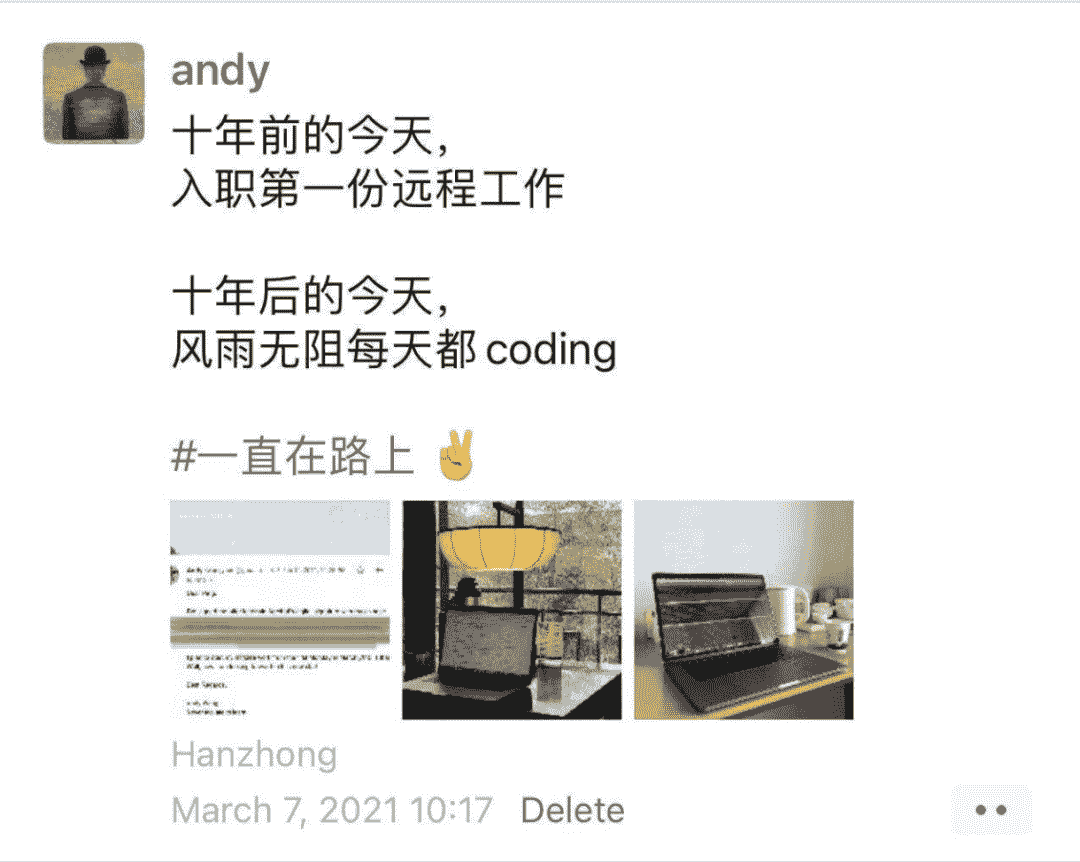 andy
十年前的今天，
入职第一份远程工作
十年后的今天，
风雨无阻每天都 coding
#一直在路上 ✌
Hanzhong
March 7, 2021 10:17 Delete